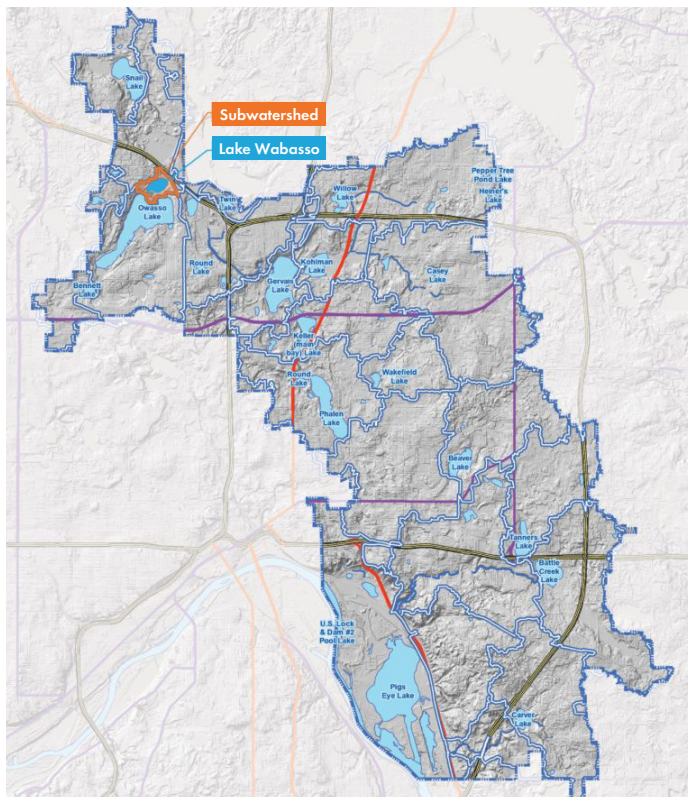 Snail
Lake
Subwatershed
Lake Wabasso
Owasso
Lake
Twin
Lake
Willow
Lake
Pepper Tree
Pond Lake
Heiner's
Lake
Bennett
Lake
Round
Lake
Gervais
Lake
Kohlman
Lake
Casey
Lake
Keller
(main
bay) Lake
Round
Lake
Wakefield
Lake
Phalen
Lake
Beaver
Lake
Tanners
Lake
Battle
Creek
Lake
U.S. Lock
& Dam #2
Pool Lake
Pigs
Eye Lake
Carver
Lake